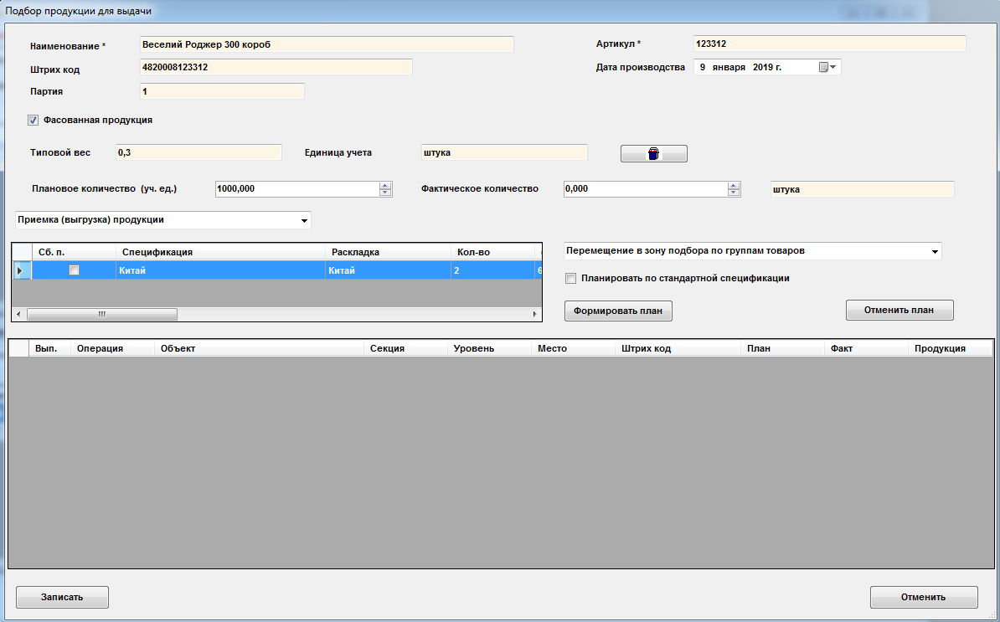 Подбор продукции для выдачи
Наименование * Веселий Роджер 300 короб Артикул * 123312
Штрих код 4820008123312 Дата производства 9 января 2019 г.
Партия 1
Фасованная продукция
Типовой вес 0,3 Единица учета штука
Плановое количество (уч. ед.) 1000,000 Фактическое количество 0,000 штука
Приемка (выгрузка) продукции
Сб. п. Спецификация Раскладка Кол-во
Китай Китай 2 6
Перемещение в зону подбора по группам товаров
Планировать по стандартной спецификации
Формировать план Отменить план
Вып. Операция Объект Секция Уровень Место Штрих код План Факт Продукция
Записать Отменить